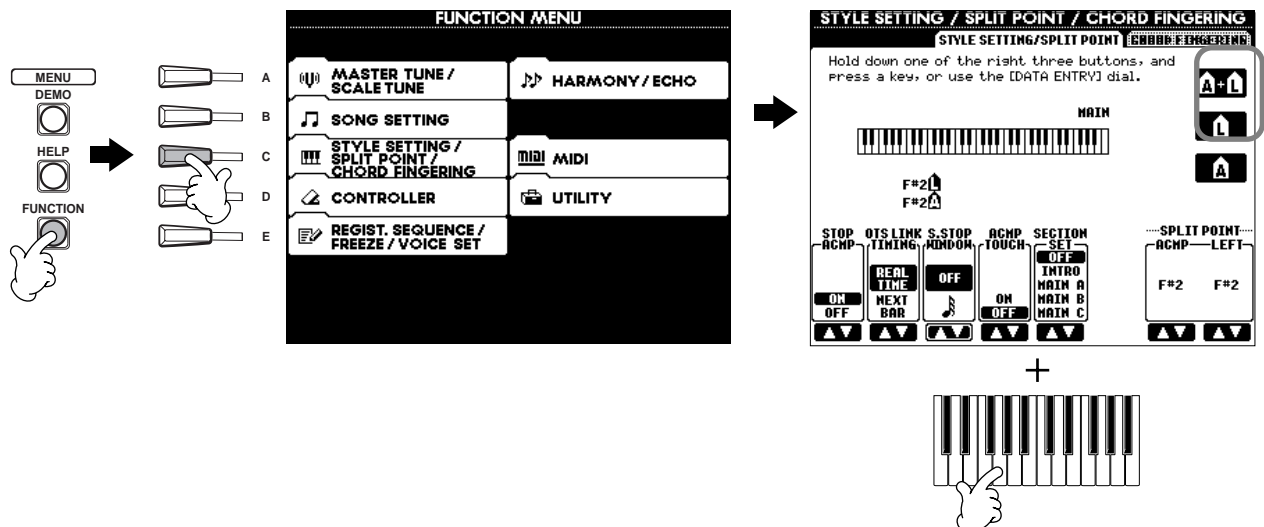 MENU
DEMO
HELP
FUNCTION
A
B
C
D
E
FUNCTION MENU
MASTER TUNE /
SCALE TUNE
HARMONY / ECHO
SONG SETTING
STYLE SETTING /
SPLIT POINT /
CHORD FINGERING
MIDI MIDI
CONTROLLER
UTILITY
REGIST. SEQUENCE /
FREEZE / VOICE SET
STYLE SETTING / SPLIT POINT / CHORD FINGERING
STYLE SETTING/SPLIT POINT CHORD FINGERING
Hold down one of the right three buttons, and
press a key, or use the [DATA ENTRY] dial.
A+L
L
A
MAIN
F#2 L
F#2 A
STOP ACMP
ON
OFF
OTS LINK TIMING
REAL TIME
NEXT BAR
S.STOP WINDOW
OFF
ACMP TOUCH
ON
OFF
SECTION SET
OFF
INTRO
MAIN A
MAIN B
MAIN C
SPLIT POINT
ACMP LEFT
F#2 F#2
+